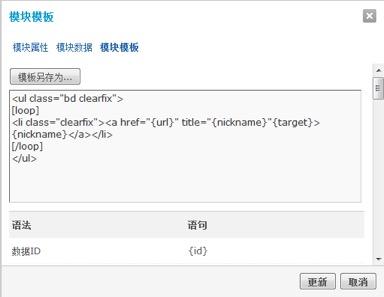 模块模板
模块属性 模块数据 模块模板
模板另存为...
<ul class="bd clearfix">
[loop]
<li class="clearfix"><a href="{url}" title="{nickname}"{target}>
{nickname}</a></li>
[/loop]
</ul>
语法 语句
数据ID {id}
更新 取消